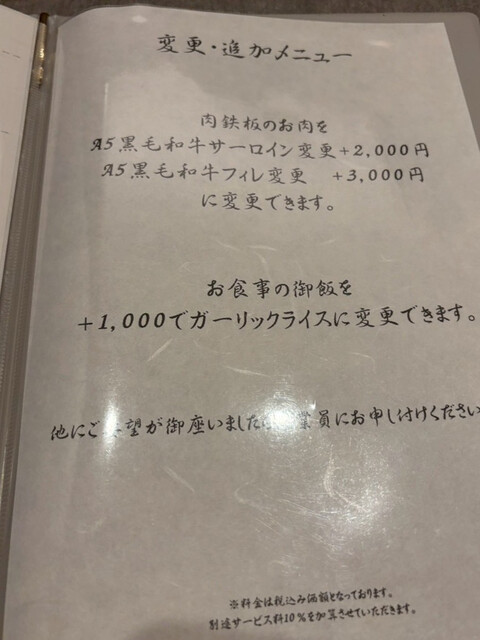 変更・追加メニュー
肉鉄板のお肉を
A5黒毛和牛サーロイン変更+2,000円
A5黒毛和牛フィレ変更 +3,000円
に変更できます。
お食事の御飯を
+1,000でガーリックライスに変更できます。
他にご 望が御座いました 員にお申し付けください
※料金は税込み価額となっております。
別途サービス料10%を加算させていただきます。